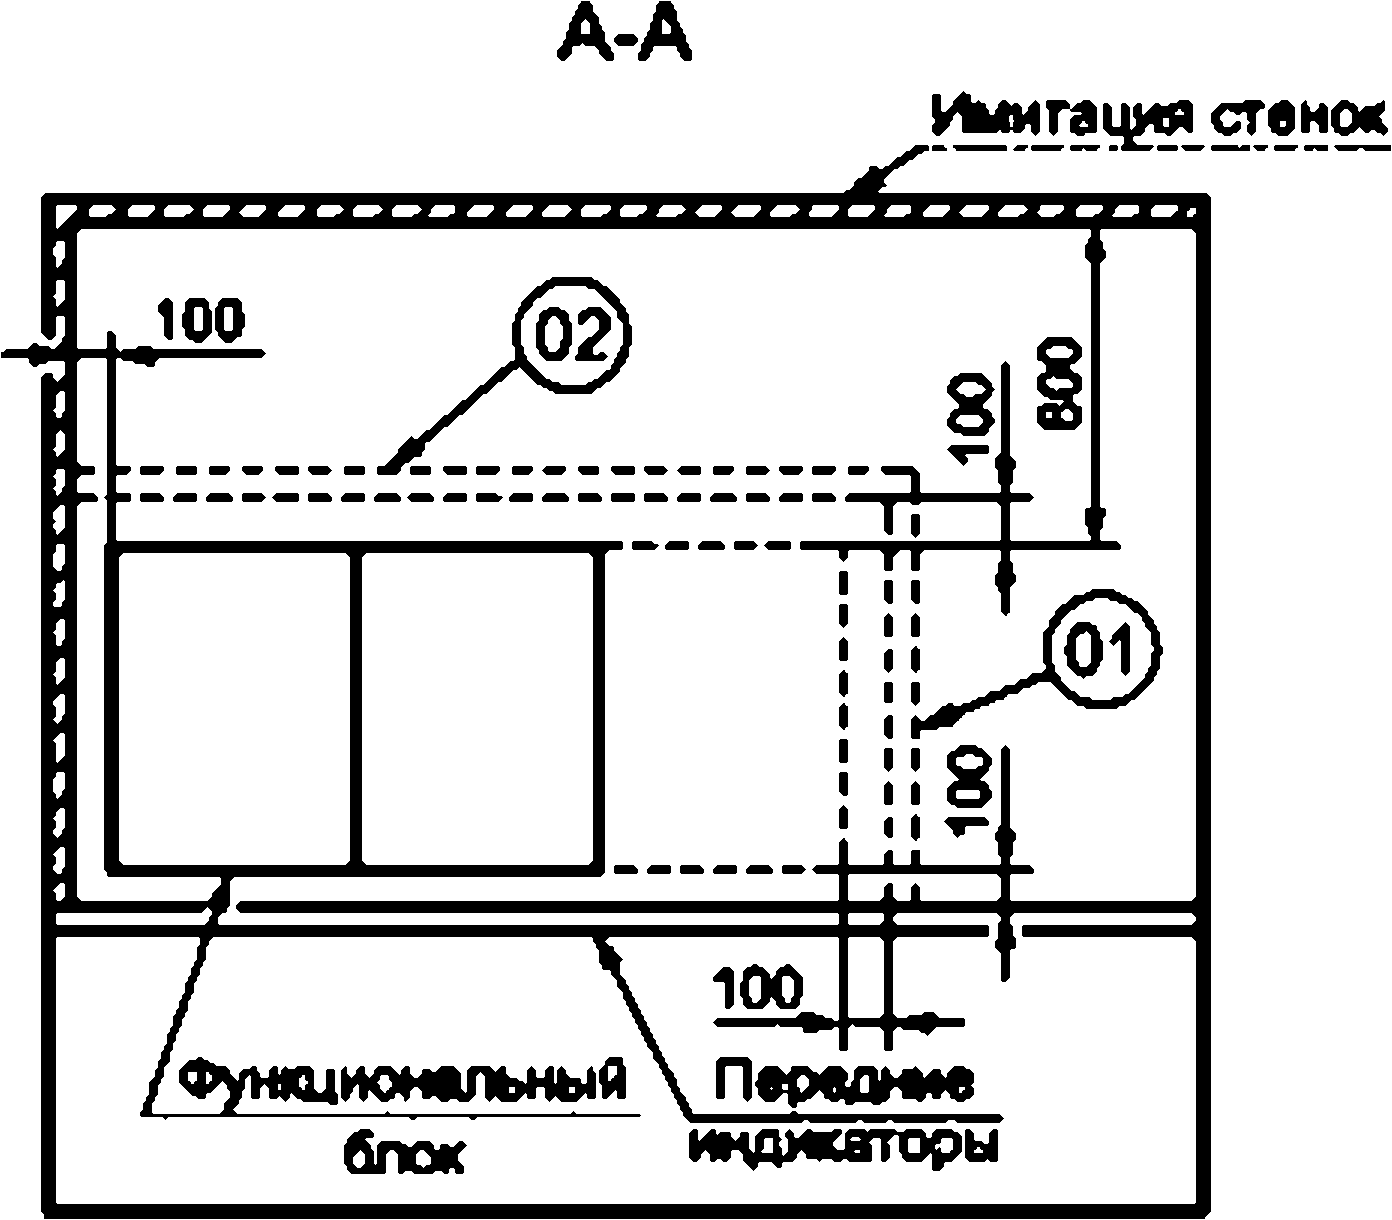 А-А
Имитация стенок
100
02
100
800
01
100
100
Функциональный
блок
Передние
индикаторы